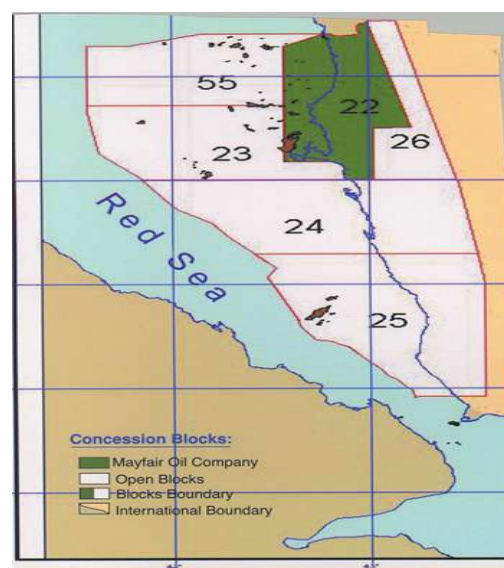 55
22
23
26
Red Sea
24
25
Concession Blocks:
Mayfair Oil Company
Open Blocks
Blocks Boundary
International Boundary